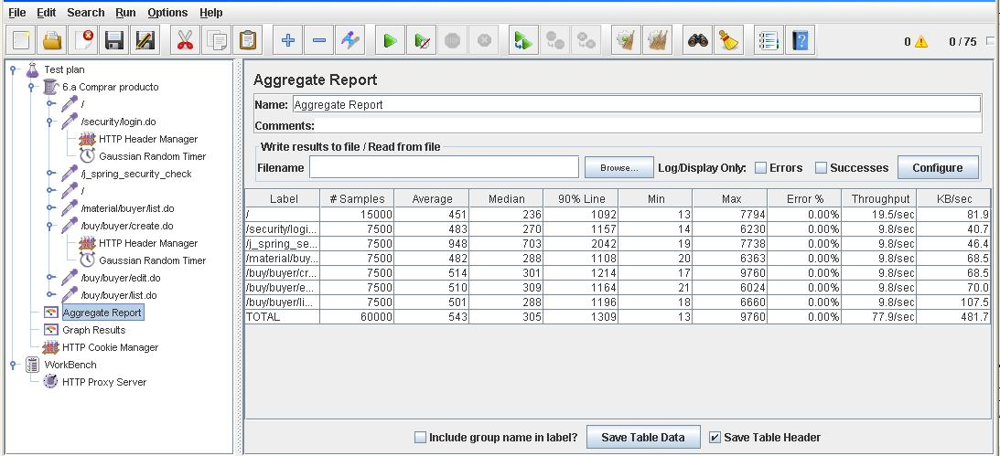 File Edit Search Run Options Help
0 0 / 75
Test plan
6.a Comprar producto
/
/security/login.do
HTTP Header Manager
Gaussian Random Timer
/j_spring_security_check
/
/material/buyer/list.do
/buy/buyer/create.do
HTTP Header Manager
Gaussian Random Timer
/buy/buyer/edit.do
/buy/buyer/list.do
Aggregate Report
Graph Results
HTTP Cookie Manager
WorkBench
HTTP Proxy Server
Aggregate Report
Name: Aggregate Report
Comments:
Write results to file / Read from file
Filename Browse... Log/Display Only: Errors Successes Configure
Label # Samples Average Median 90% Line Min Max Error % Throughput KB/sec
/ 15000 451 236 1092 13 7794 0.00% 19.5/sec 81.9
/security/logi... 7500 483 270 1157 14 6230 0.00% 9.8/sec 40.7
/j_spring_se... 7500 948 703 2042 19 7738 0.00% 9.8/sec 46.4
/material/buy... 7500 482 288 1108 20 6363 0.00% 9.8/sec 68.5
/buy/buyer/cr... 7500 514 301 1214 17 9760 0.00% 9.8/sec 68.5
/buy/buyer/e... 7500 510 309 1164 21 6024 0.00% 9.8/sec 70.0
/buy/buyer/li... 7500 501 288 1196 18 6660 0.00% 9.8/sec 107.5
TOTAL 60000 543 305 1309 13 9760 0.00% 77.9/sec 481.7
Include group name in label? Save Table Data Save Table Header